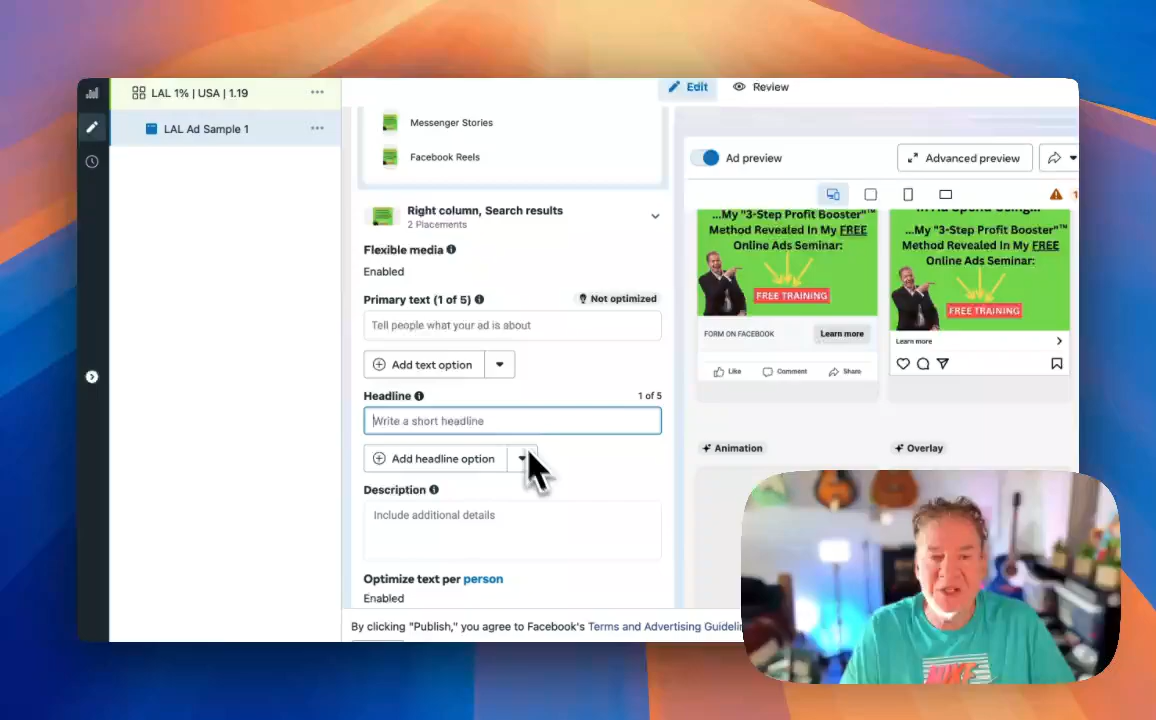 LAL 1% | USA | 1.19
LAL Ad Sample 1
Edit
Review
Messenger Stories
Facebook Reels
Right column, Search results
2 Placements
Flexible media
Enabled
Primary text (1 of 5)
Not optimized
Tell people what your ad is about
Add text option
Headline
1 of 5
Write a short headline
Add headline option
Description
Include additional details
Optimize text per person
Enabled
By clicking "Publish," you agree to Facebook's Terms and Advertising
Ad preview
Advanced preview
...My "3-Step Profit Booster"™
Method Revealed In My FREE
Online Ads Seminar:
FREE TRAINING
FORM ON FACEBOOK
Learn more
Like
Comment
Share
...My "3-Step Profit Booster"™
Method Revealed In My FREE
Online Ads Seminar:
FREE TRAINING
Learn more
Animation
Overlay